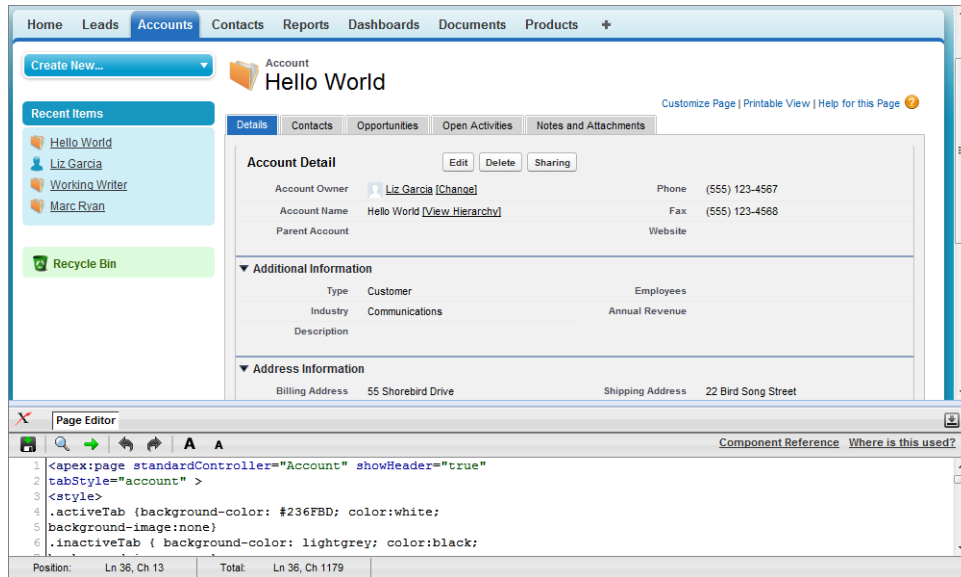 Home Leads Accounts Contacts Reports Dashboards Documents Products +
Create New...
Account
Hello World
Customize Page | Printable View | Help for this Page ?
Recent Items
Hello World
Liz Garcia
Working Writer
Marc Ryan
Recycle Bin
Details Contacts Opportunities Open Activities Notes and Attachments
Account Detail Edit Delete Sharing
Account Owner Liz Garcia [Change] Phone (555) 123-4567
Account Name Hello World [View Hierarchy] Fax (555) 123-4568
Parent Account Website
Additional Information
Type Customer Employees
Industry Communications Annual Revenue
Description
Address Information
Billing Address 55 Shorebird Drive Shipping Address 22 Bird Song Street
Page Editor
A A Component Reference Where is this used?
1 <apex:page standardController="Account" showHeader="true"
2 tabStyle="account" >
3 <style>
4 .activeTab {background-color: #236FBD; color:white;
5 background-image:none}
6 .inactiveTab { background-color: lightgrey; color:black;
Position: Ln 36, Ch 13 Total: Ln 36, Ch 1179